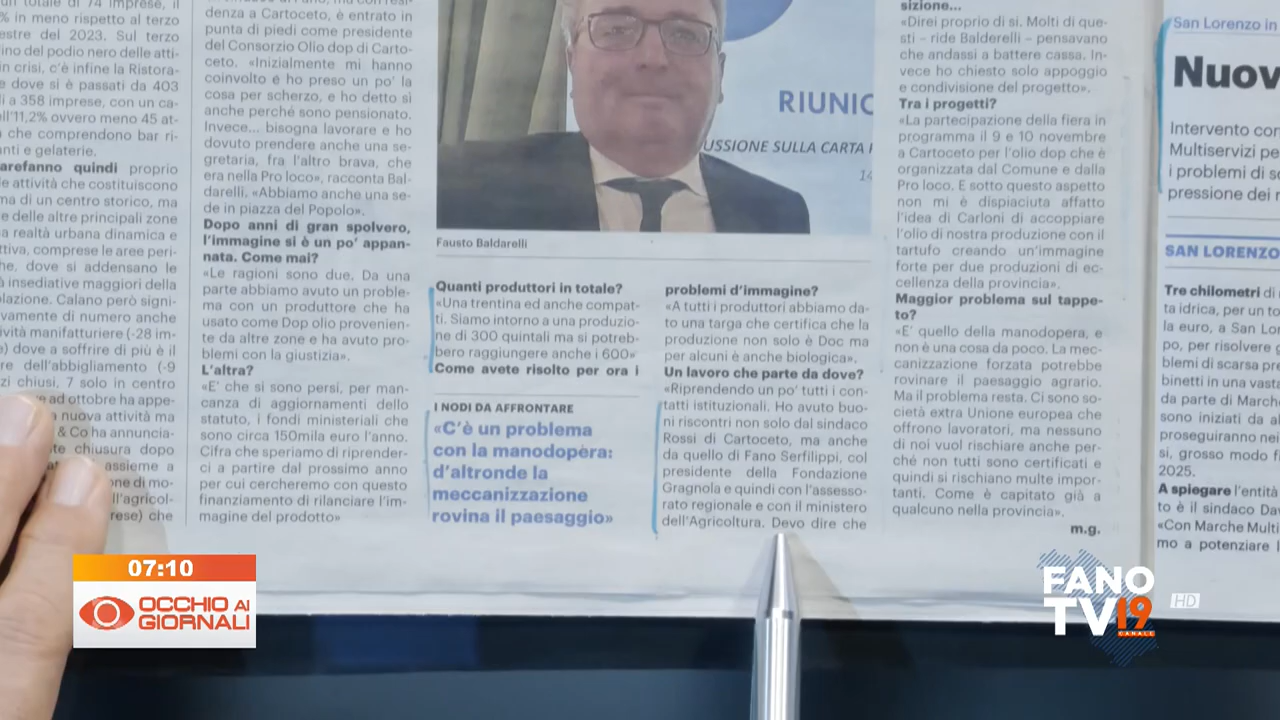 un totale di 74 imprese, il
% in meno rispetto al terzo
estre del 2023. Sul terzo
ino del podio nero delle atti-
in crisi, c'è infine la Ristora-
e dove si è passati da 403
i a 358 imprese, con un ca-
ell'11,2% ovvero meno 45 at-
che comprendono bar ri-
anti e gelaterie.
arefanno quindi proprio
le attività che costituiscono
ma di un centro storico, ma
e delle altre principali zone
a realtà urbana dinamica e
ttiva, comprese le aree peri-
he, dove si addensano le
à insediative maggiori della
lazione. Calano però signi-
vamente di numero anche
ività manifatturiere (-28 im-
e) dove a soffrire di più è il
re dell'abbigliamento (-9
zi chiusi, 7 solo in centro
ad ottobre ha appe-
nuova attività ma
& Co ha annuncia-
te chiusura dopo
assieme a
one di mo-
ll'agricol-
rese) che
denza a Cartoceto, è entrato in
punta di piedi come presidente
del Consorzio Olio dop di Carto-
ceto. «Inizialmente mi hanno
coinvolto e ho preso un po' la
cosa per scherzo, e ho detto sì
anche perché sono pensionato.
Invece... bisogna lavorare e ho
dovuto prendere anche una se-
gretaria, fra l'altro brava, che
era nella Pro loco», racconta Bal-
darelli. «Abbiamo anche una se-
de in piazza del Popolo».
Dopo anni di gran spolvero,
l'immagine si è un po' appan-
nata. Come mai?
«Le ragioni sono due. Da una
parte abbiamo avuto un proble-
ma con un produttore che ha
usato come Dop olio provenien-
te da altre zone e ha avuto pro-
blemi con la giustizia».
L'altra?
«E' che si sono persi, per man-
canza di aggiornamenti dello
statuto, i fondi ministeriali che
sono circa 150mila euro l'anno.
Cifra che speriamo di riprender-
ci a partire dal prossimo anno
per cui cercheremo con questo
finanziamento di rilanciare l'im-
magine del prodotto»
RIUNIO
USSIONE SULLA CARTA
14
Fausto Baldarelli
Quanti produttori in totale?
«Una trentina ed anche compat-
ti. Siamo intorno a una produzio-
ne di 300 quintali ma si potreb-
bero raggiungere anche i 600»
Come avete risolto per ora i
I NODI DA AFFRONTARE
«C'è un problema
con la manodopera:
d'altronde la
meccanizzazione
rovina il paesaggio»
problemi d'immagine?
«A tutti i produttori abbiamo da-
to una targa che certifica che la
produzione non solo è Doc ma
per alcuni è anche biologica».
Un lavoro che parte da dove?
«Riprendendo un po' tutti i con-
tatti istituzionali. Ho avuto buo-
ni riscontri non solo dal sindaco
Rossi di Cartoceto, ma anche
da quello di Fano Serfilippi, col
presidente della Fondazione
Gragnola e quindi con l'assesso-
rato regionale e con il ministero
dell'Agricoltura. Devo dire che
sizione...
«Direi proprio di si. Molti di que-
sti – ride Balderelli – pensavano
che andassi a battere cassa. In-
vece ho chiesto solo appoggio
e condivisione del progetto».
Tra i progetti?
«La partecipazione della fiera in
programma il 9 e 10 novembre
a Cartoceto per l'olio dop che è
organizzata dal Comune e dalla
Pro loco. E sotto questo aspetto
non mi è dispiaciuta affatto
l'idea di Carloni di accoppiare
l'olio di nostra produzione con il
tartufo creando un'immagine
forte per due produzioni di ec-
cellenza della provincia».
Maggior problema sul tappe-
to?
«E' quello della manodopera, e
non è una cosa da poco. La mec-
canizzazione forzata potrebbe
rovinare il paesaggio agrario.
Ma il problema resta. Ci sono so-
cietà extra Unione europea che
offrono lavoratori, ma nessuno
di noi vuol rischiare anche per-
ché non tutti sono certificati e
quindi si rischiano multe impor-
tanti. Come è capitato già a
qualcuno nella provincia».
m.g.
San Lorenzo in
Nuov
Intervento con
Multiservizi pe
i problemi di sc
pressione dei r
SAN LORENZO
Tre chilometri di
ta idrica, per un to
la euro, a San Lor
po, per risolvere
blemi di scarsa pre
binetti in una vasta
da parte di Marche
sono iniziati da al
proseguiranno nei
si, grosso modo fi
2025.
A spiegare l'entità
to è il sindaco Dav
«Con Marche Multi
mo a potenziare l
07:10
OCCHIO AI
GIORNALI
FANO
TV19
CANALE
HD